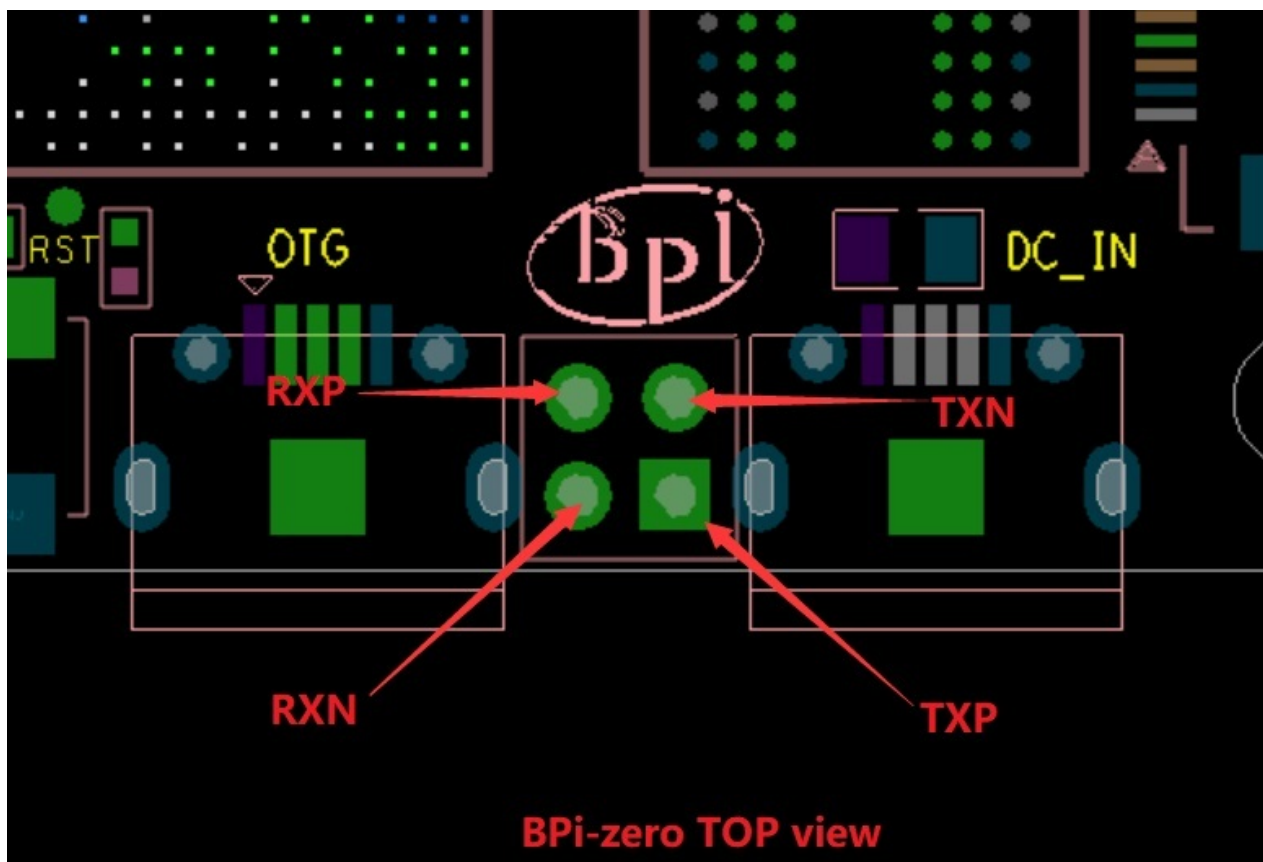 RST
OTG
Bpi
DC_IN
RXP
TXN
RXN
TXP
BPi-zero TOP view